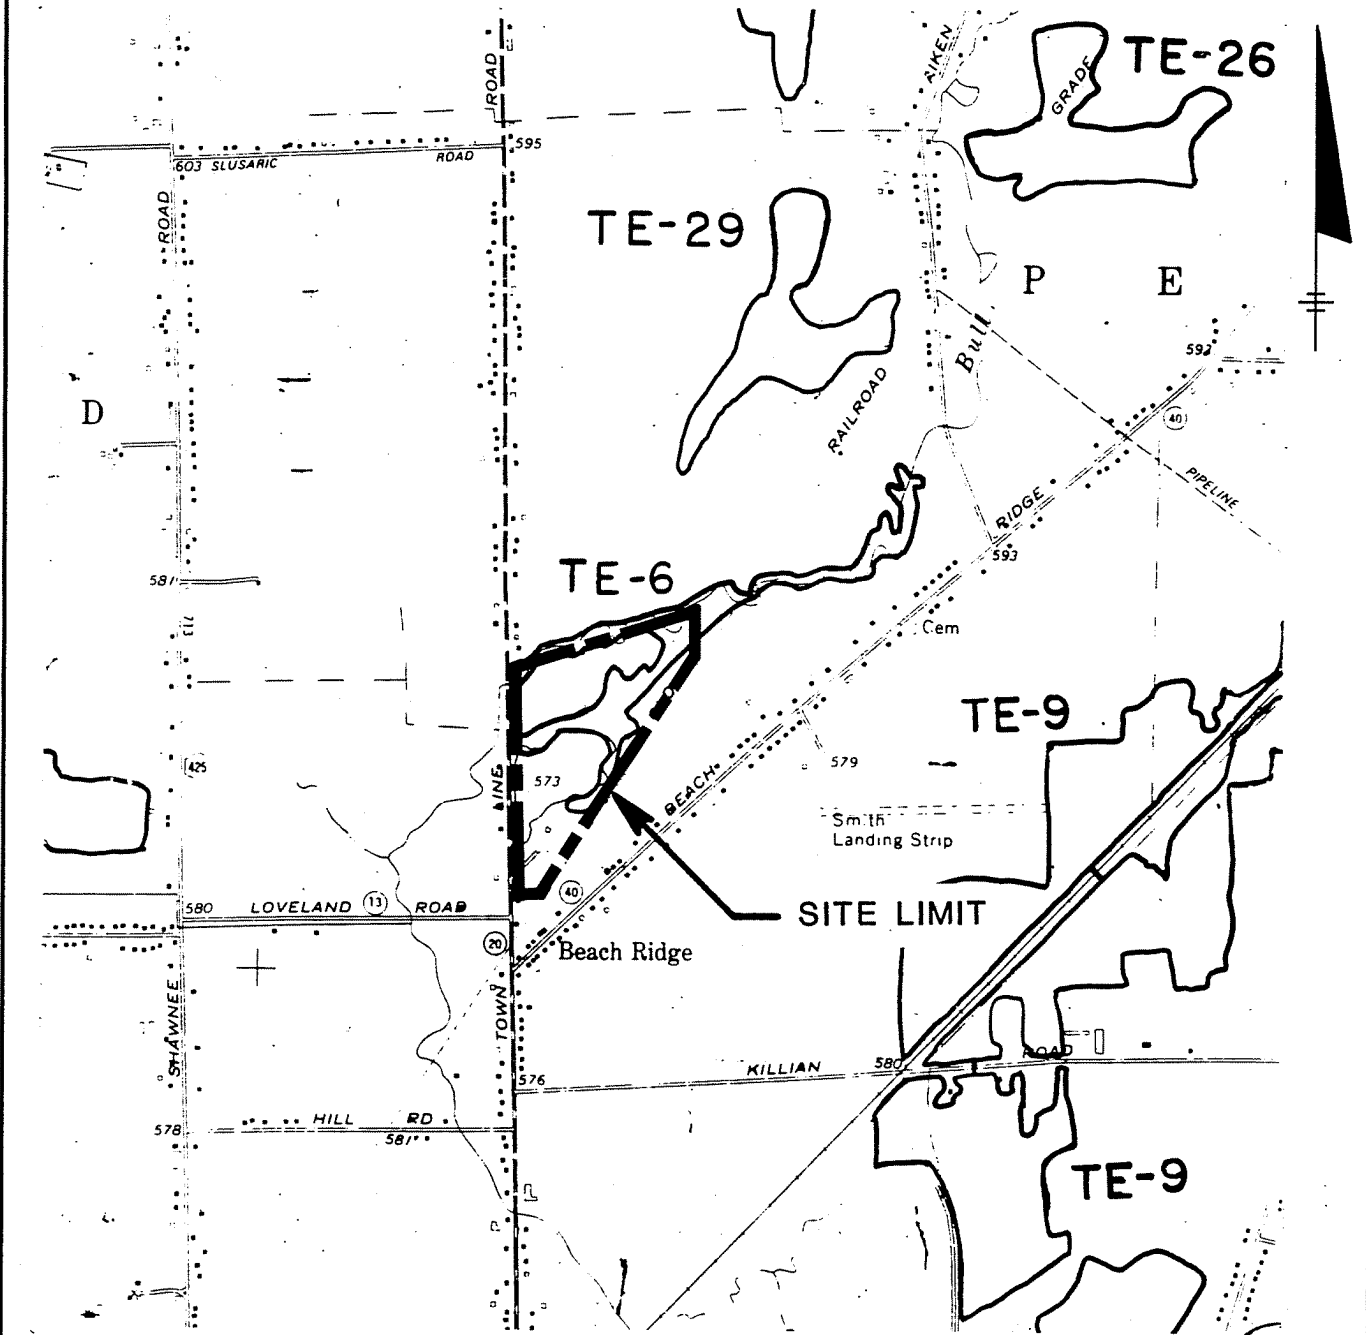 TE-26
AIKEN
GRADE
ROAD
595
603 SLUSARIC ROAD
ROAD
TE-29
P E
Bull
592
40
D
RAILROAD
PIPELINE
RIDGE
593
TE-6
581
713
Cem
TE-9
425
LINE
573
BEACH
579
Smith
Landing Strip
580 LOVELAND 13 ROAD
40
SITE LIMIT
20
Beach Ridge
SHAWNEE
TOWN
576
KILLIAN
580
ROAD
HILL RD
578
581
TE-9